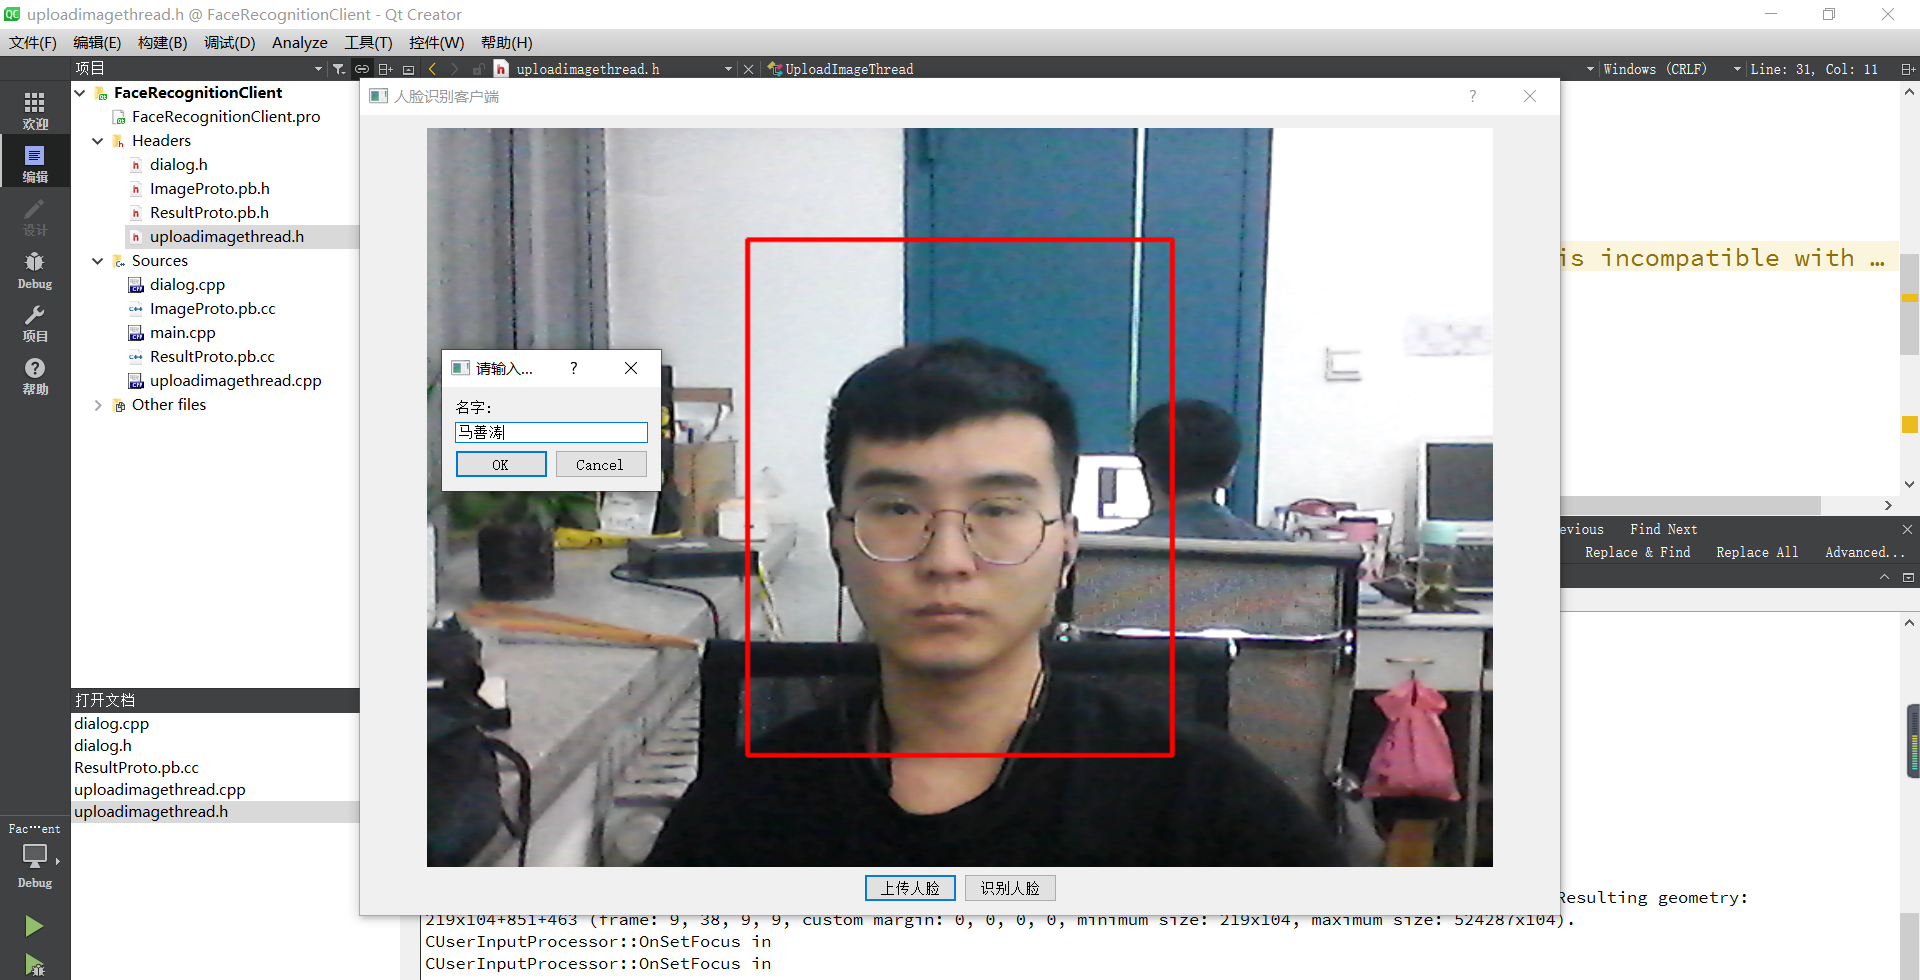 uploadimagethread.h @ FaceRecognitionClient - Qt Creator
文件(F) 编辑(E) 构建(B) 调试(D) Analyze 工具(T) 控件(W) 帮助(H)
项目
uploadimagethread.h
UploadImageThread
Windows (CRLF)
Line: 31, Col: 11
欢迎
编辑
设计
Debug
项目
帮助
FaceRecognitionClient
FaceRecognitionClient.pro
Headers
dialog.h
ImageProto.pb.h
ResultProto.pb.h
uploadimagethread.h
Sources
dialog.cpp
ImageProto.pb.cc
main.cpp
ResultProto.pb.cc
uploadimagethread.cpp
Other files
打开文档
dialog.cpp
dialog.h
ResultProto.pb.cc
uploadimagethread.cpp
uploadimagethread.h
Fac···ent
Debug
人脸识别客户端
请输入...
名字:
马善涛
OK Cancel
上传人脸 识别人脸
is incompatible with …
evious Find Next
Replace & Find Replace All Advanced...
Resulting geometry:
219x104+851+463 (frame: 9, 38, 9, 9, custom margin: 0, 0, 0, 0, minimum size: 219x104, maximum size: 524287x104).
CUserInputProcessor::OnSetFocus in
CUserInputProcessor::OnSetFocus in